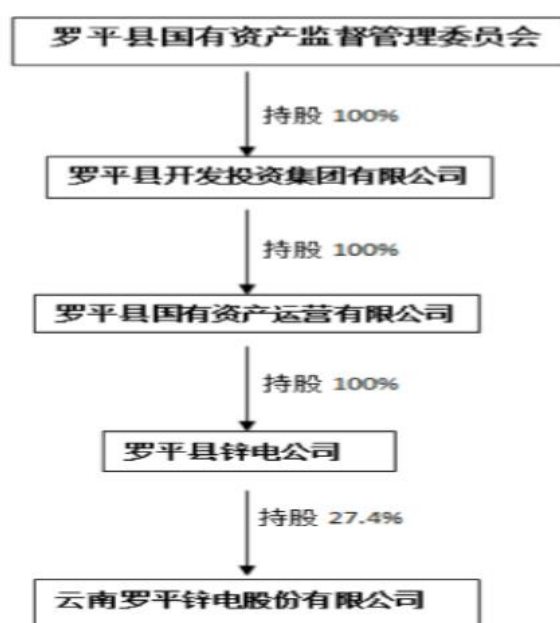 罗平县国有资产监督管理委员会
持股 100%
罗平县开发投资集团有限公司
持股 100%
罗平县国有资产运营有限公司
持股 100%
罗平县锌电公司
持股 27.4%
云南罗平锌电股份有限公司